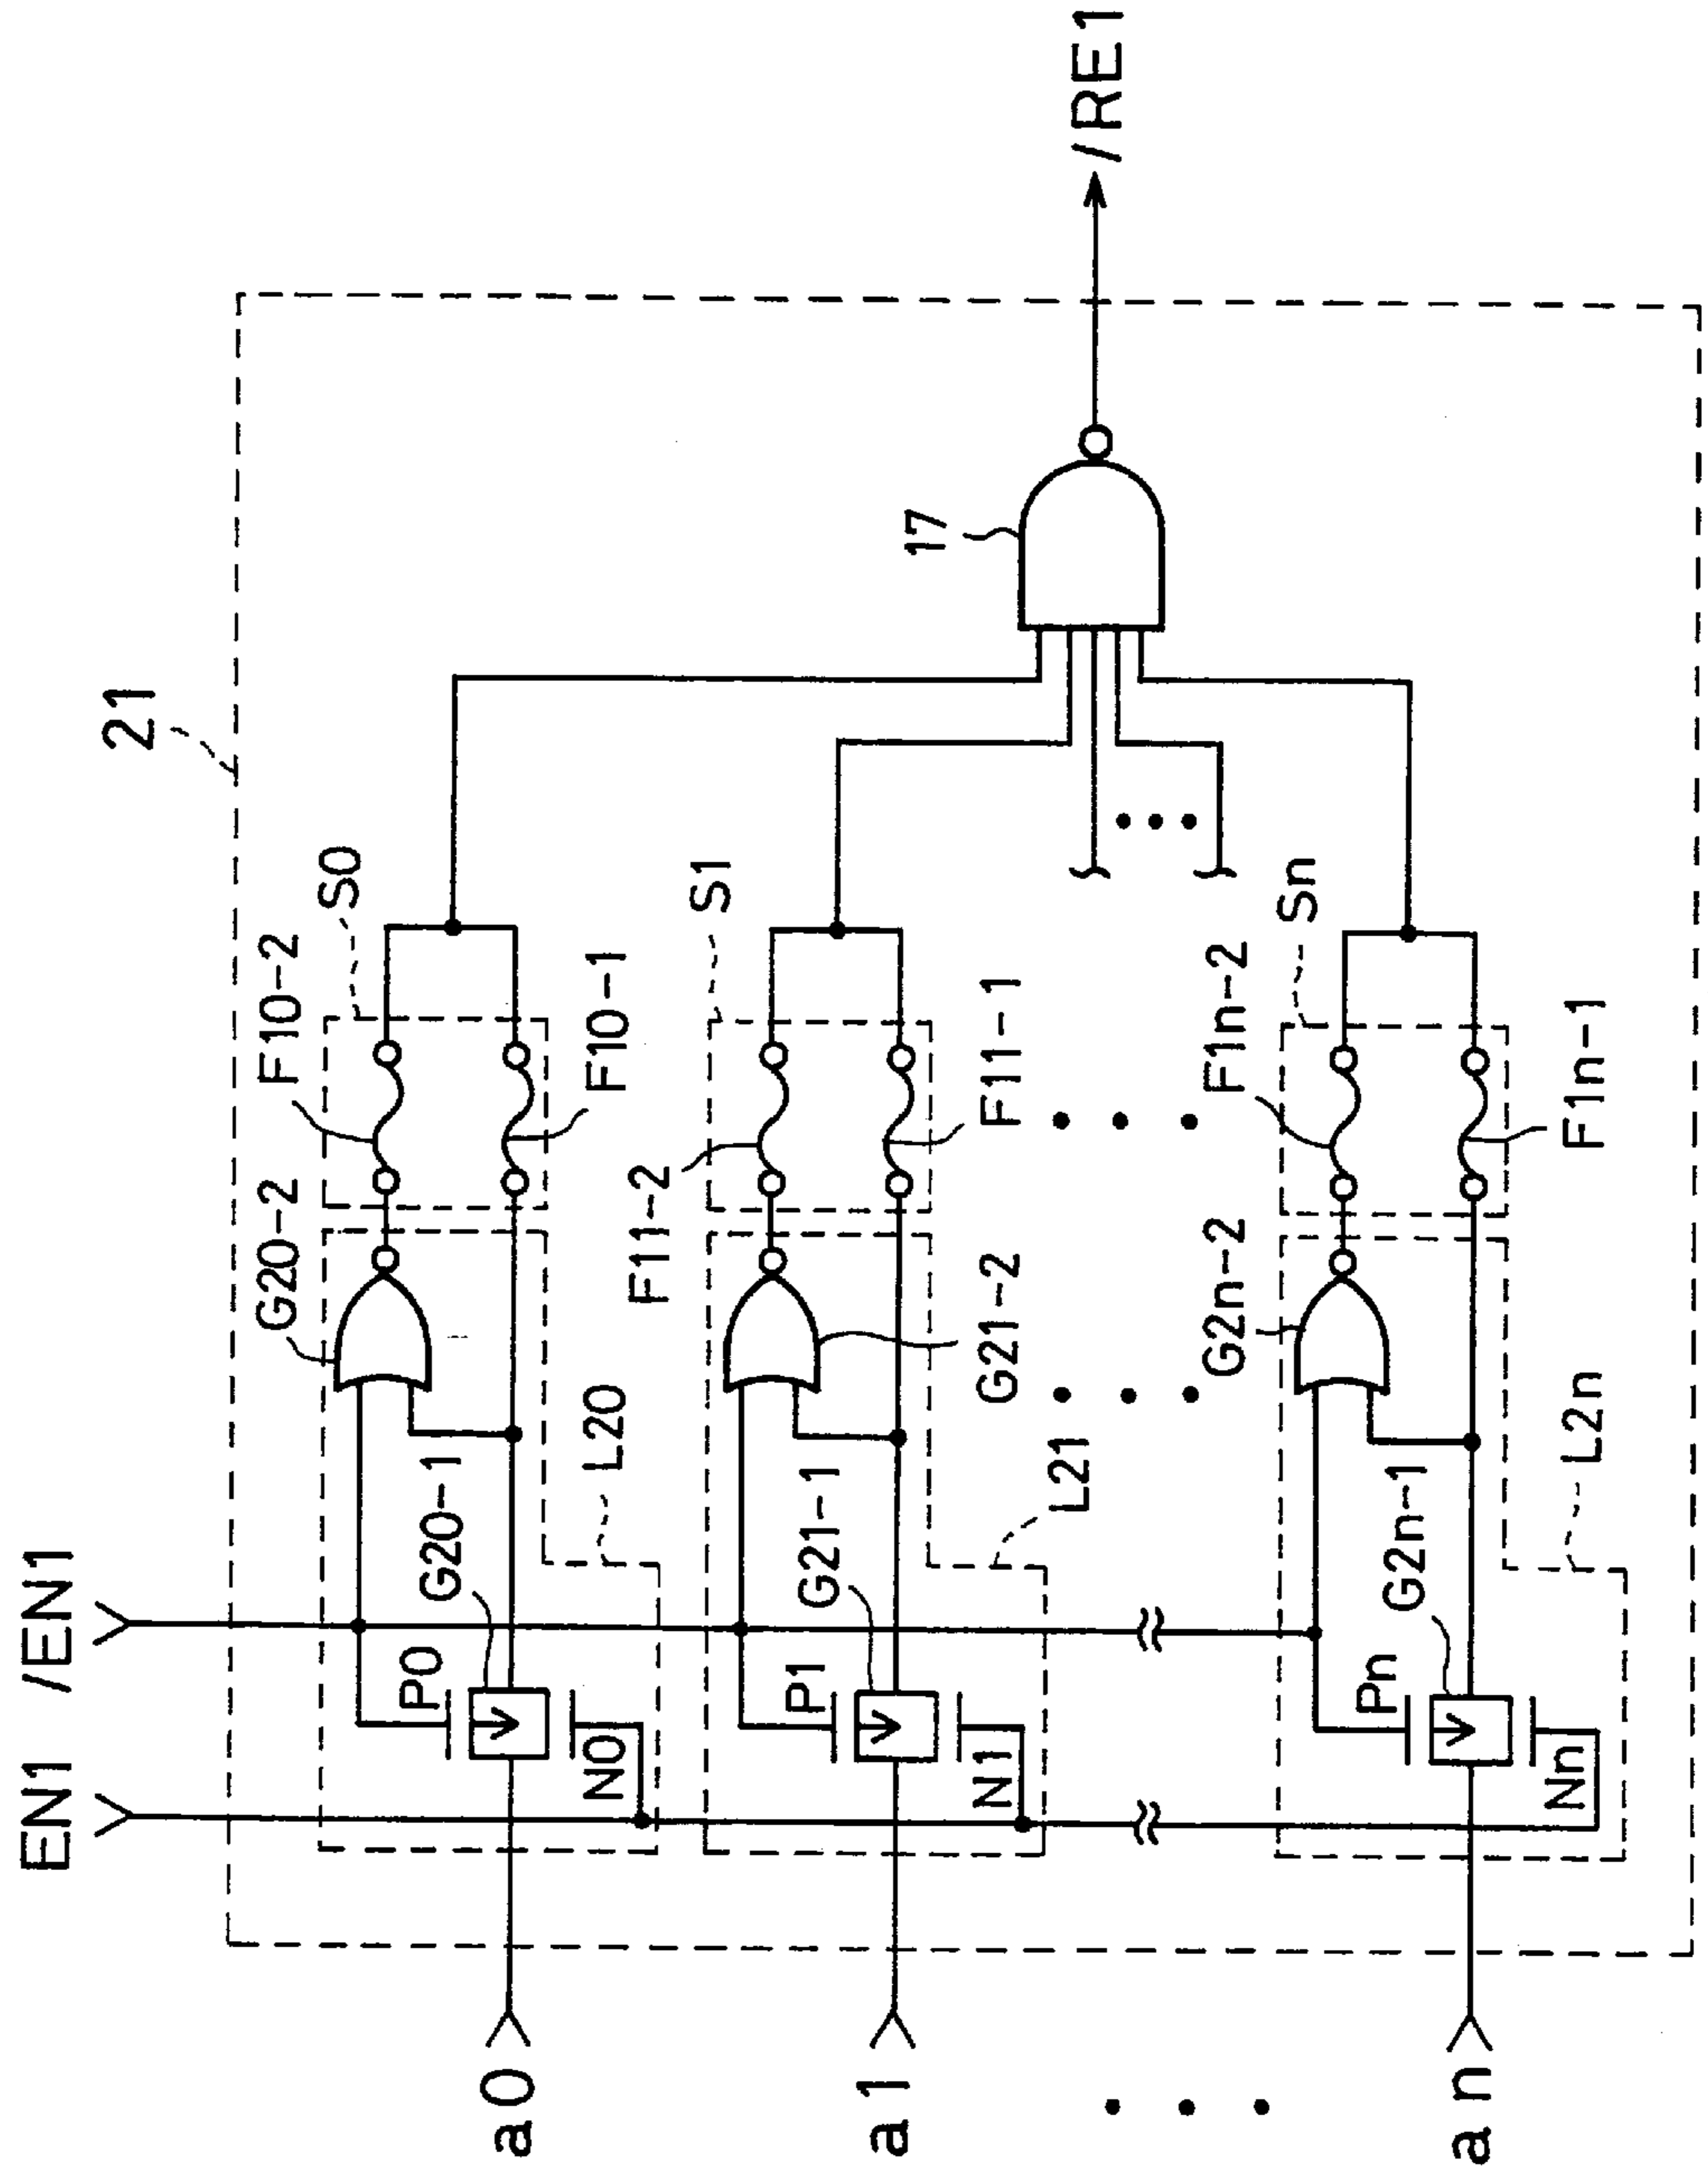 EN1
/EN1
21
G20-2
F10-2
S0
P0
G20-1
a0
N0
L20
F10-1
F11-2
S1
P1
G21-1
17
a1
N1
L21
G21-2
F11-1
/RE1
G2n-2
F1n-2
Sn
Pn
G2n-1
an
Nn
L2n
F1n-1